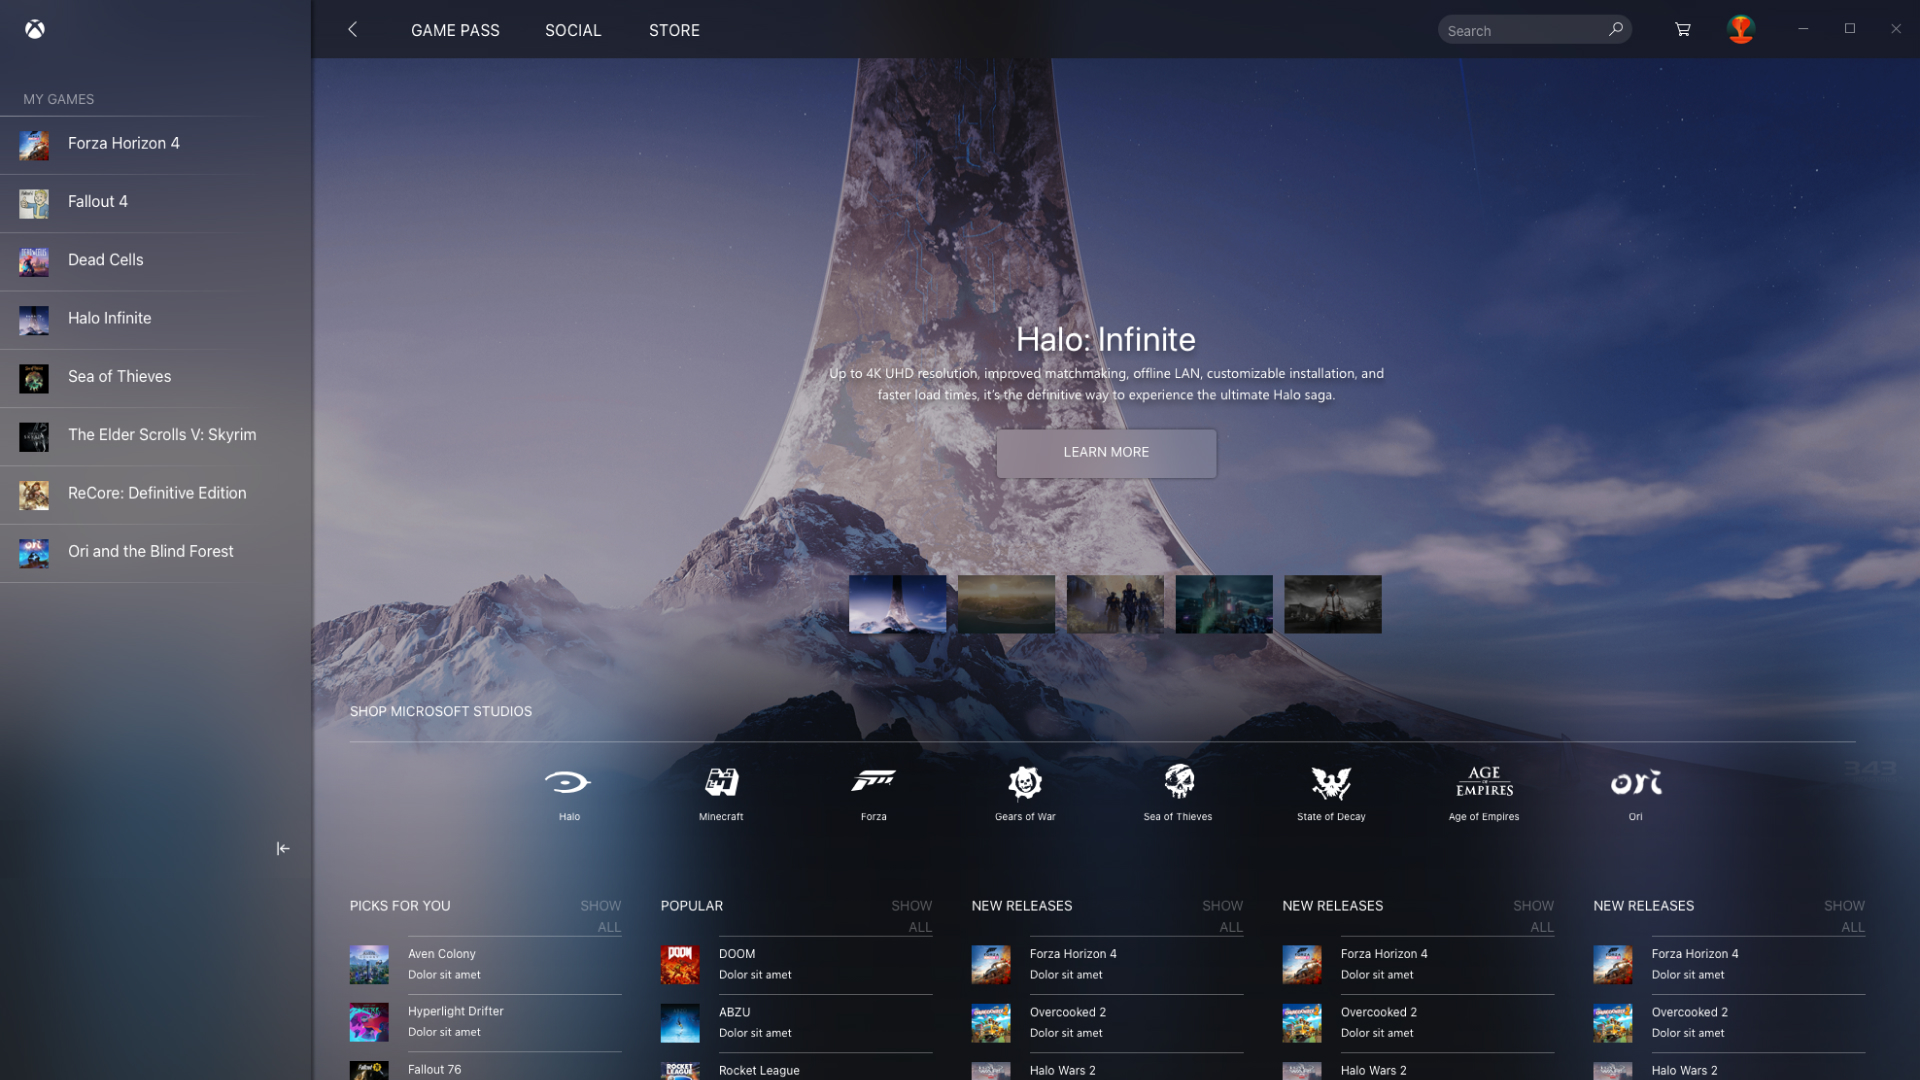 GAME PASS
SOCIAL
STORE
Search
MY GAMES
Forza Horizon 4
Fallout 4
Dead Cells
Halo Infinite
Sea of Thieves
The Elder Scrolls V: Skyrim
ReCore: Definitive Edition
Ori and the Blind Forest
Halo: Infinite
Up to 4K UHD resolution, improved matchmaking, offline LAN, customizable installation, and
faster load times, it's the definitive way to experience the ultimate Halo saga.
LEARN MORE
SHOP MICROSOFT STUDIOS
343
AGE
OF
EMPIRES
ori
Halo
Minecraft
Forza
Gears of War
Sea of Thieves
State of Decay
Age of Empires
Ori
PICKS FOR YOU
SHOW
ALL
Aven Colony
Dolor sit amet
Hyperlight Drifter
Dolor sit amet
Fallout 76
POPULAR
SHOW
ALL
DOOM
DOOM
Dolor sit amet
ABZU
Dolor sit amet
ROCKET
LEAGUE
Rocket League
NEW RELEASES
SHOW
ALL
Forza Horizon 4
Dolor sit amet
Overcooked 2
Dolor sit amet
Halo Wars 2
NEW RELEASES
SHOW
ALL
Forza Horizon 4
Dolor sit amet
Overcooked 2
Dolor sit amet
Halo Wars 2
NEW RELEASES
SHOW
ALL
Forza Horizon 4
Dolor sit amet
Overcooked 2
Dolor sit amet
Halo Wars 2